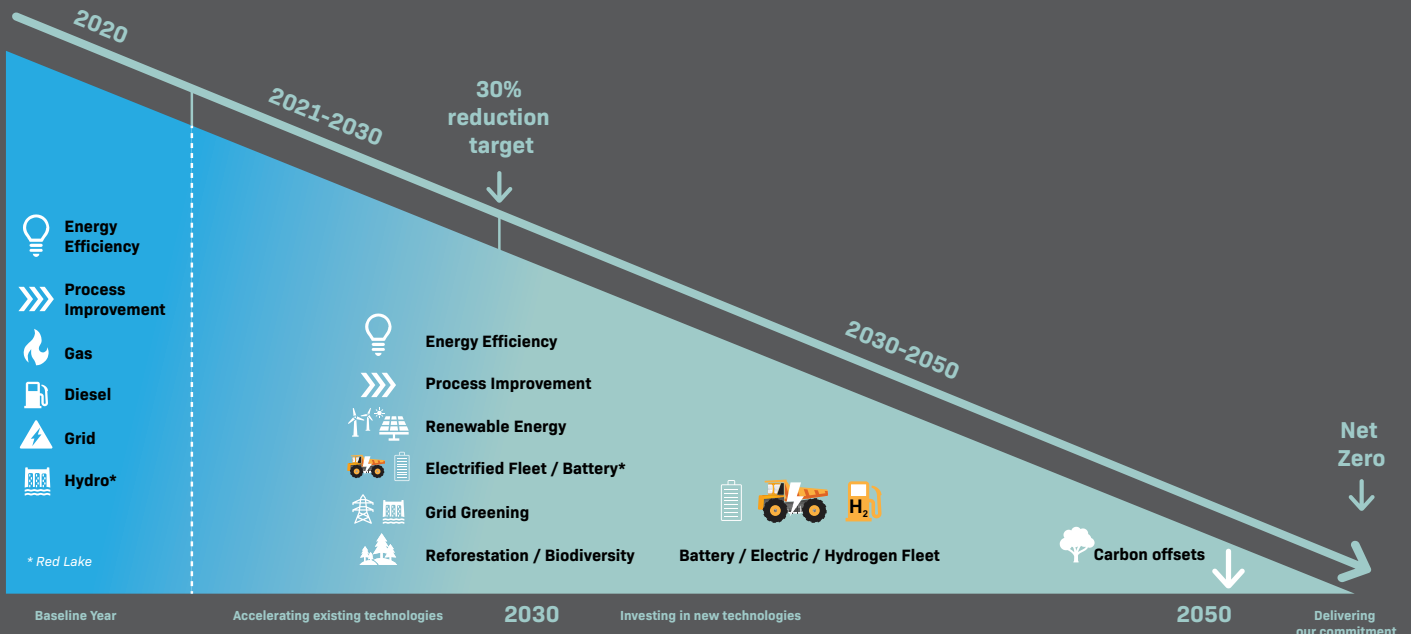 2020
2021-2030
30%
reduction
target
2030-2050
Net
Zero
Energy
Efficiency
Process
Improvement
Gas
Diesel
Grid
Hydro*
* Red Lake
Energy Efficiency
Process Improvement
Renewable Energy
Electrified Fleet / Battery*
Grid Greening
Reforestation / Biodiversity
H2
Battery / Electric / Hydrogen Fleet
Carbon offsets
Baseline Year
Accelerating existing technologies
2030
Investing in new technologies
2050
Delivering
our commitment